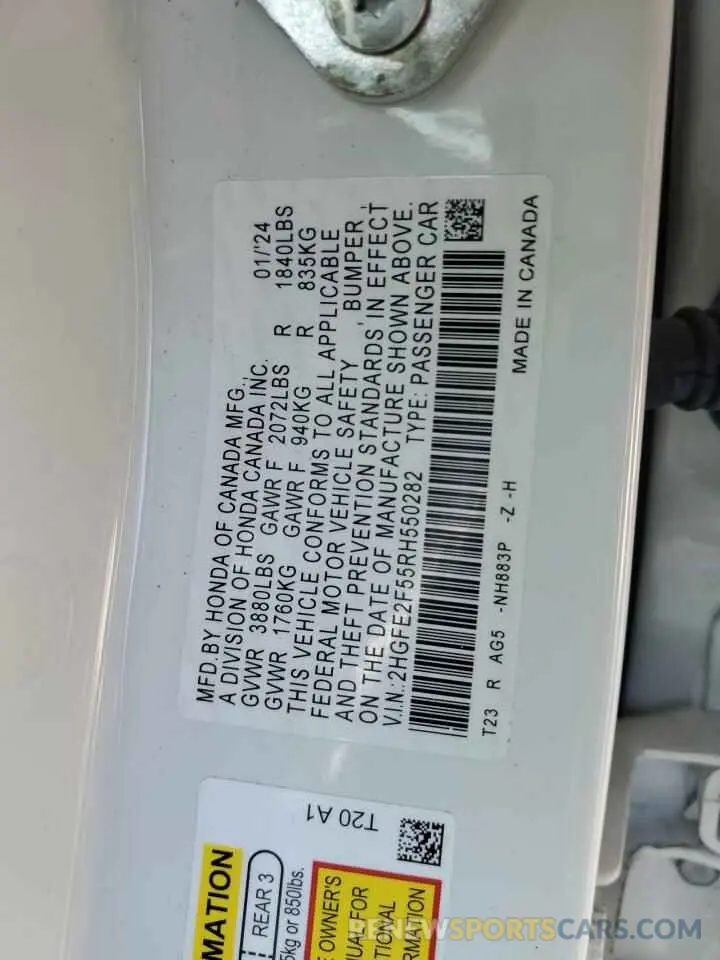 MFD.BY HONDA OF CANADA MFG.,
A DIVISION OF HONDA CANADA INC. 01/'24
GVWR 3880LBS GAWR F 2072LBS R 1840LBS
GVWR 1760KG GAWR F 940KG R 835KG
THIS VEHICLE CONFORMS TO ALL APPLICABLE
FEDERAL MOTOR VEHICLE SAFETY, BUMPER,
AND THEFT PREVENTION STANDARDS IN EFFECT
ON THE DATE OF MANUFACTURE SHOWN ABOVE.
V.I.N.:2HGFE2F55RH550282 TYPE: PASSENGER CAR
T23 R AG5 -NH883P -Z -H
MADE IN CANADA
T20 A1
MATION
REAR 3
5kg or 850lbs.
OWNER'S
FOR
RMATION
RENEWSPORTSCARS.COM